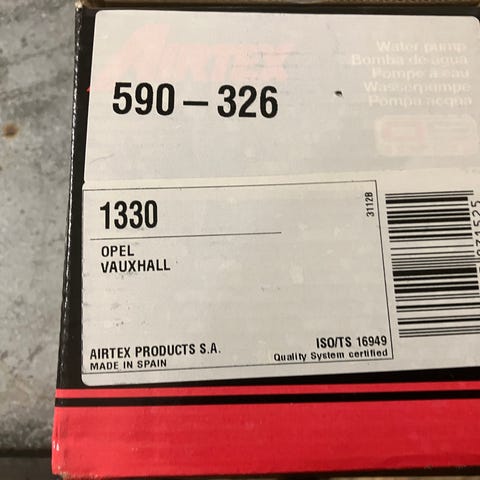 AIRTEX
Water pump
Bomba de agua
Pompe à eau
Wasserpumpe
Pompa acqua
590 – 326
1330
3112B
OPEL
VAUXHALL
AIRTEX PRODUCTS S.A.
MADE IN SPAIN
ISO/TS 16949
Quality System certified